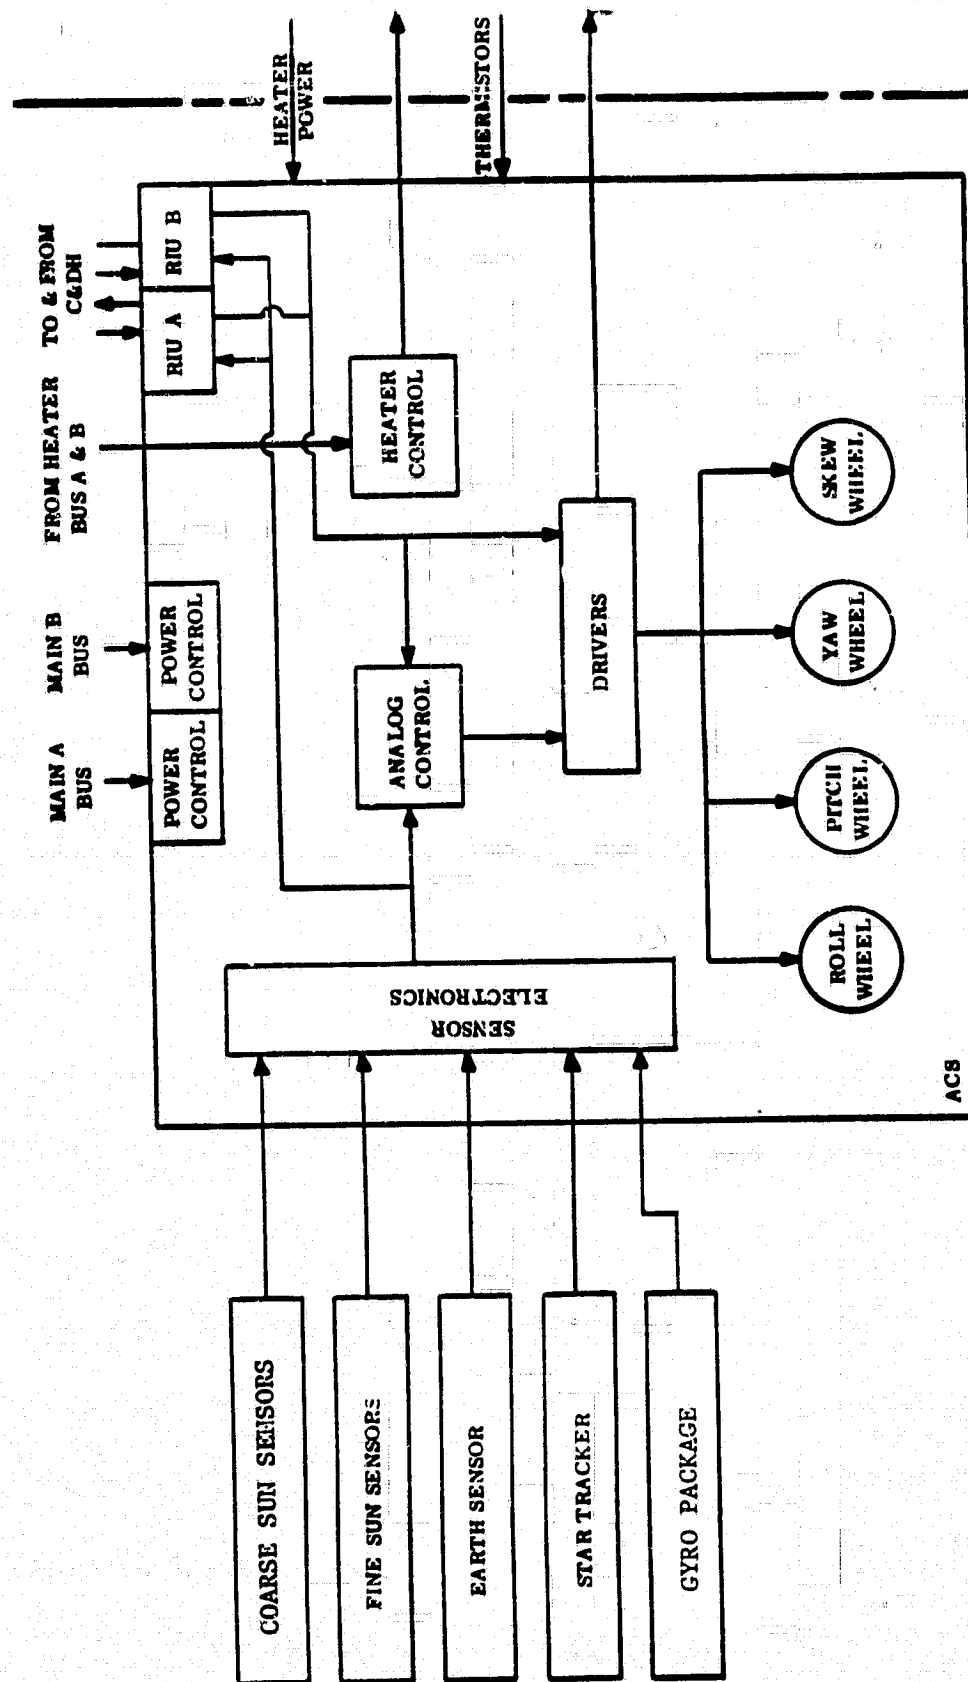 MAIN A
BUS
MAIN B
BUS
FROM HEATER
BUS A & B
TO & FROM
C&DH
POWER
CONTROL
POWER
CONTROL
RIU A
RIU B
HEATER
POWER
THERMISTORS
COARSE SUN SENSORS
FINE SUN SENSORS
EARTH SENSOR
STAR TRACKER
GYRO PACKAGE
SENSOR
ELECTRONICS
ANALOG
CONTROL
HEATER
CONTROL
DRIVERS
ROLL
WHEEL
PITCH
WHEEL
YAW
WHEEL
SKEW
WHEEL
ACS